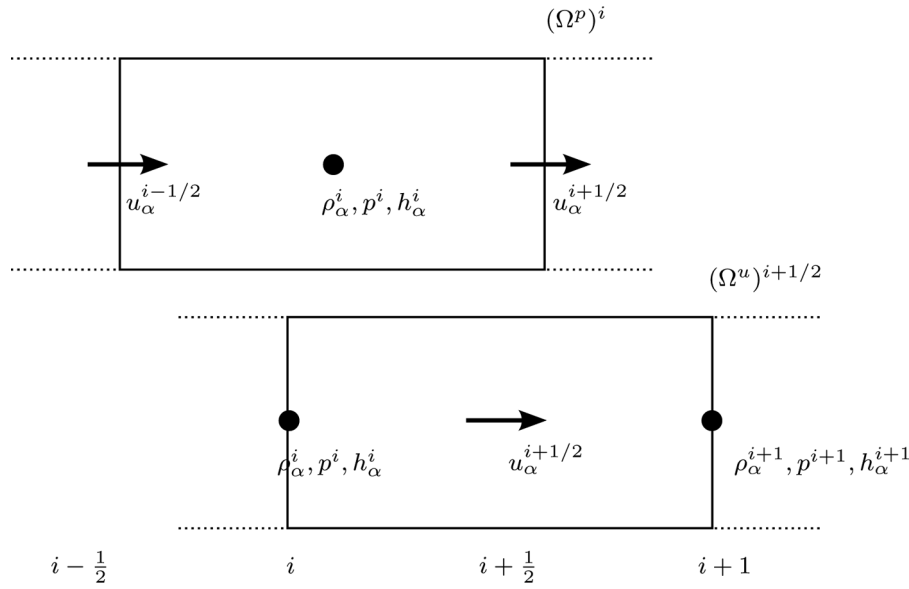 (Ω^p)^i
u_α^{i−1/2}
ρ_α^i, p^i, h_α^i
u_α^{i+1/2}
(Ω^u)^{i+1/2}
ρ_α^i, p^i, h_α^i
u_α^{i+1/2}
ρ_α^{i+1}, p^{i+1}, h_α^{i+1}
i − 1/2
i
i + 1/2
i + 1